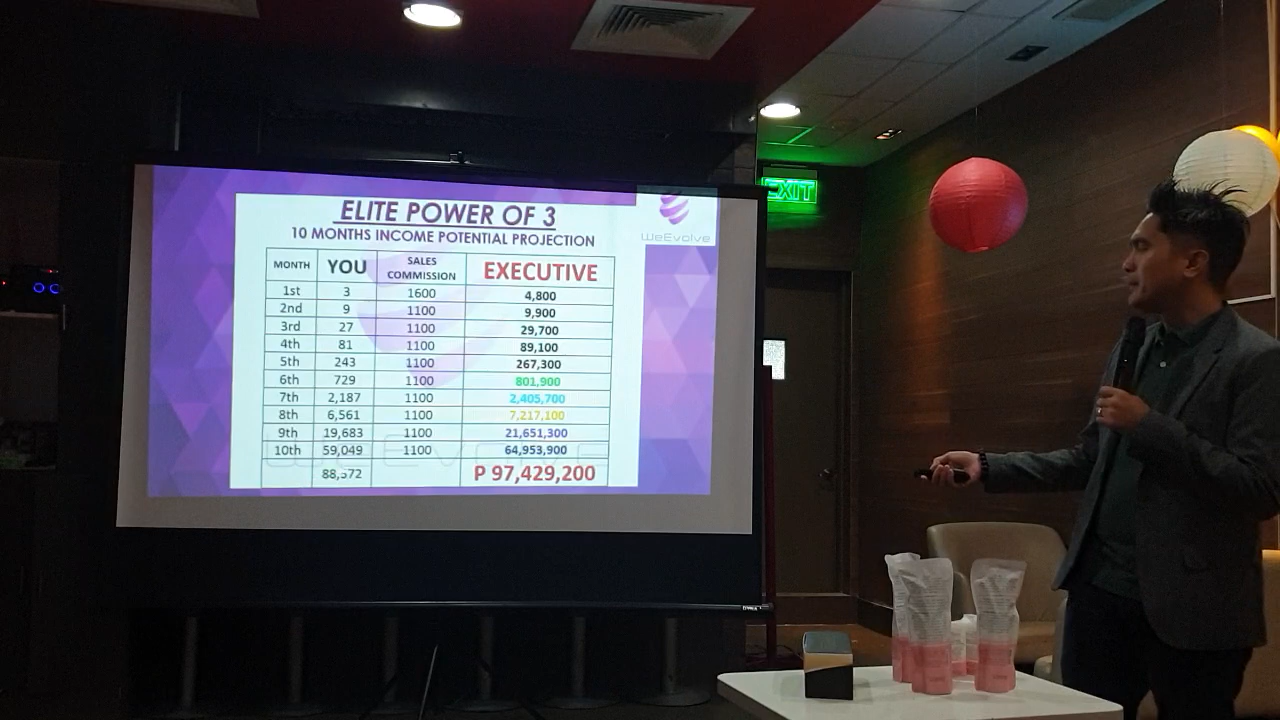 ELITE POWER OF 3
10 MONTHS INCOME POTENTIAL PROJECTION
WeEvolve
MONTH YOU SALES COMMISSION EXECUTIVE
1st 3 1600 4,800
2nd 9 1100 9,900
3rd 27 1100 29,700
4th 81 1100 89,100
5th 243 1100 267,300
6th 729 1100 801,900
7th 2,187 1100 2,405,700
8th 6,561 1100 7,217,100
9th 19,683 1100 21,651,300
10th 59,049 1100 64,953,900
88,572 P 97,429,200
WeEvolve
EXIT